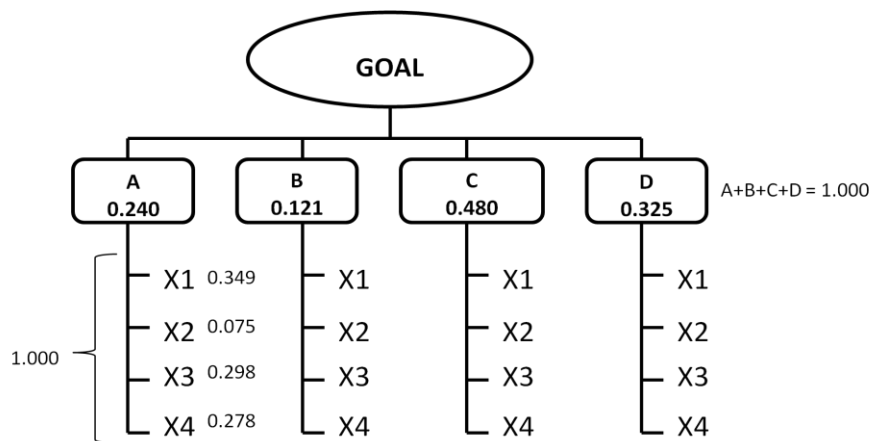 GOAL
A
0.240
B
0.121
C
0.480
D
0.325
A+B+C+D = 1.000
1.000
X1 0.349
X2 0.075
X3 0.298
X4 0.278
X1
X2
X3
X4
X1
X2
X3
X4
X1
X2
X3
X4